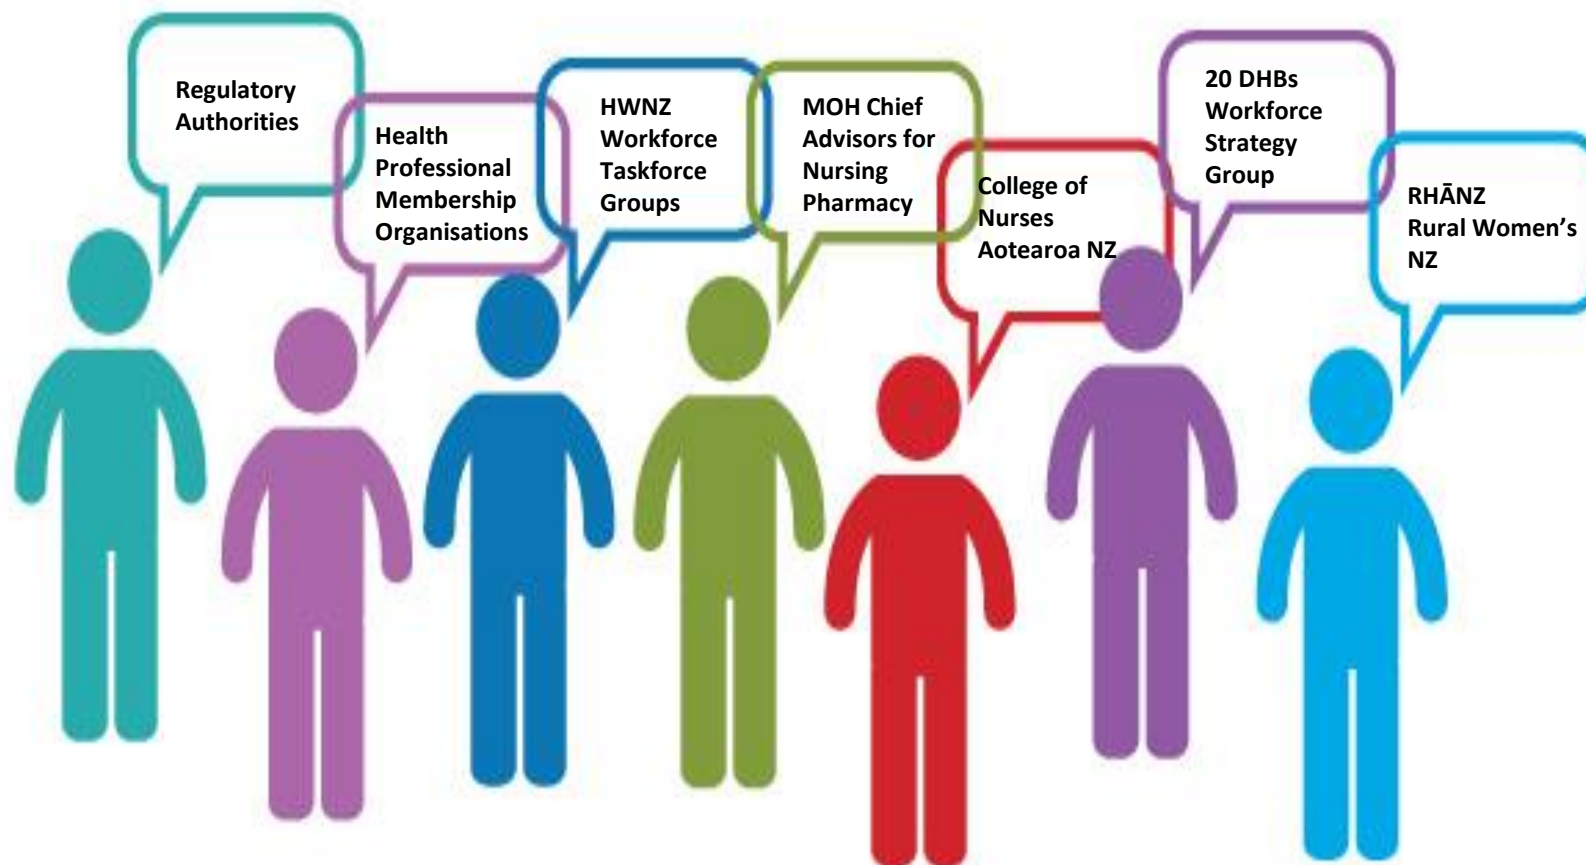 Regulatory
Authorities
Health
Professional
Membership
Organisations
HWNZ
Workforce
Taskforce
Groups
MOH Chief
Advisors for
Nursing
Pharmacy
College of
Nurses
Aotearoa NZ
20 DHBs
Workforce
Strategy
Group
RHĀNZ
Rural Women’s
NZ